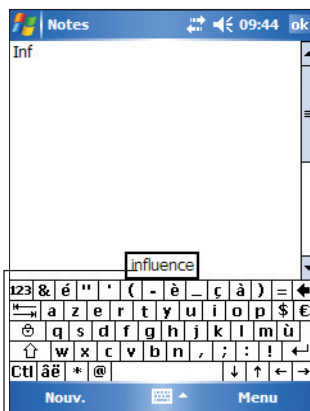 Notes 09:44 ok
Inf
influence
123 & é " ' ( - è _ ç à ) =
a z e r t y u i o p $ €
q s d f g h j k l m ù
w x c v b n , ; : !
Ctl âë * @
Nouv. Menu